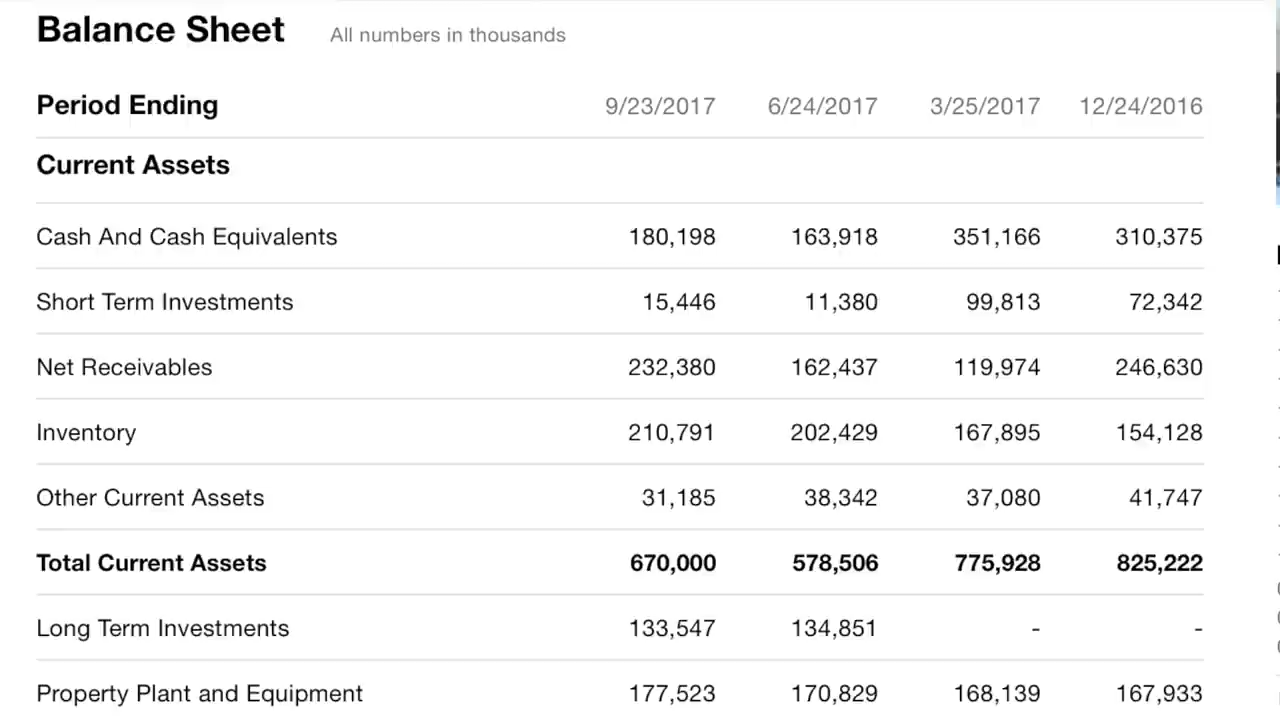 Balance Sheet All numbers in thousands
Period Ending 9/23/2017 6/24/2017 3/25/2017 12/24/2016
Current Assets
Cash And Cash Equivalents 180,198 163,918 351,166 310,375
Short Term Investments 15,446 11,380 99,813 72,342
Net Receivables 232,380 162,437 119,974 246,630
Inventory 210,791 202,429 167,895 154,128
Other Current Assets 31,185 38,342 37,080 41,747
Total Current Assets 670,000 578,506 775,928 825,222
Long Term Investments 133,547 134,851 - -
Property Plant and Equipment 177,523 170,829 168,139 167,933